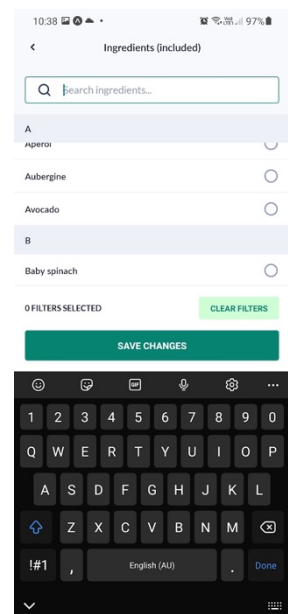 10:38 97%
Ingredients (included)
Search ingredients...
A
Aperol
Aubergine
Avocado
B
Baby spinach
0 FILTERS SELECTED CLEAR FILTERS
SAVE CHANGES
GIF
1 2 3 4 5 6 7 8 9 0
Q W E R T Y U I O P
A S D F G H J K L
Z X C V B N M
!#1 , English (AU) . Done